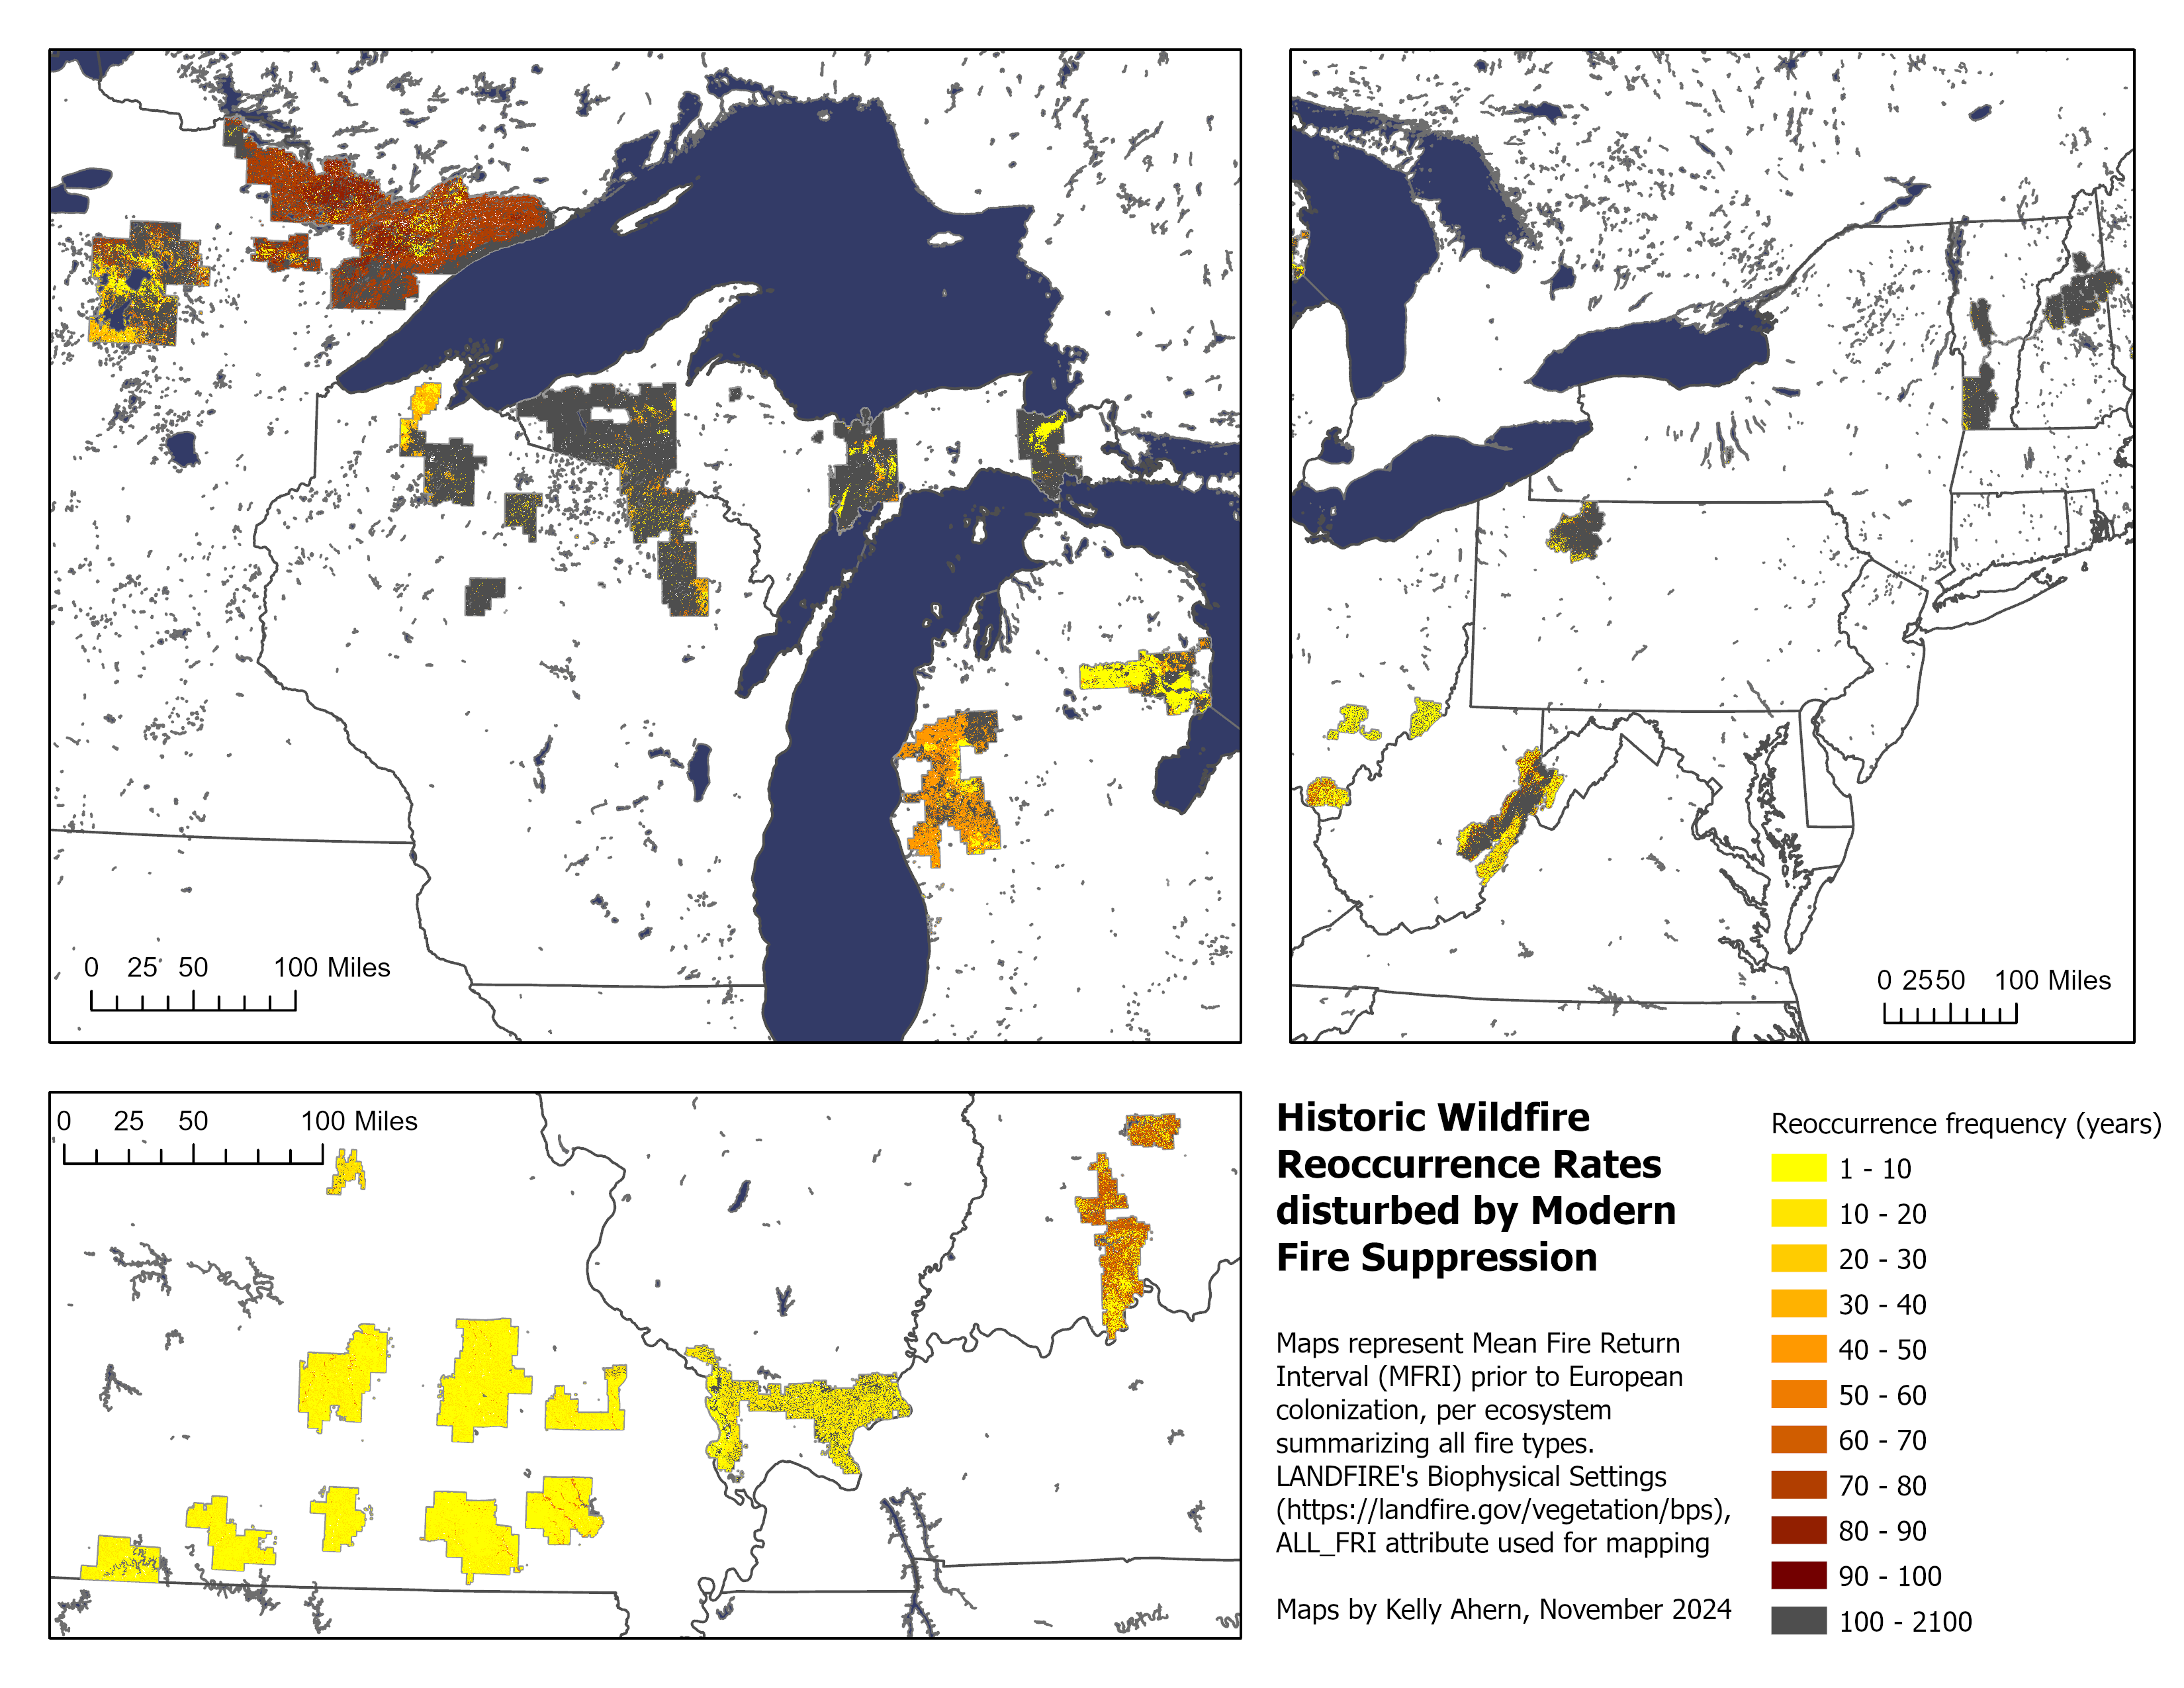 0 25 50 100 Miles
0 25 50 100 Miles
0 25 50 100 Miles
Historic Wildfire
Reoccurrence Rates
disturbed by Modern
Fire Suppression
Maps represent Mean Fire Return
Interval (MFRI) prior to European
colonization, per ecosystem
summarizing all fire types.
LANDFIRE's Biophysical Settings
(https://landfire.gov/vegetation/bps),
ALL_FRI attribute used for mapping
Maps by Kelly Ahern, November 2024
Reoccurrence frequency (years)
1 - 10
10 - 20
20 - 30
30 - 40
40 - 50
50 - 60
60 - 70
70 - 80
80 - 90
90 - 100
100 - 2100